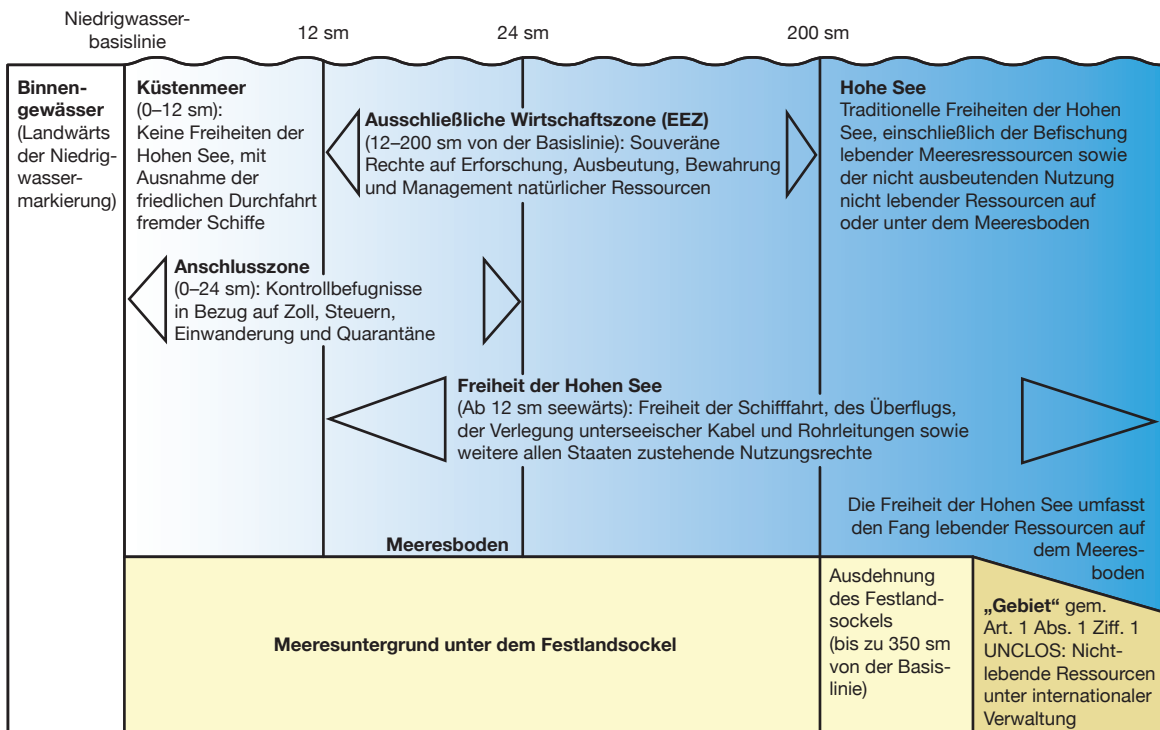 Niedrigwasser-
basislinie
12 sm
24 sm
200 sm
Binnen-
gewässer
(Landwärts
der Niedrig-
wasser-
markierung)
Küstenmeer
(0–12 sm):
Keine Freiheiten der
Hohen See, mit
Ausnahme der
friedlichen Durchfahrt
fremder Schiffe
Ausschließliche Wirtschaftszone (EEZ)
(12–200 sm von der Basislinie): Souveräne
Rechte auf Erforschung, Ausbeutung, Bewahrung
und Management natürlicher Ressourcen
Hohe See
Traditionelle Freiheiten der Hohen
See, einschließlich der Befischung
lebender Meeresressourcen sowie
der nicht ausbeutenden Nutzung
nicht lebender Ressourcen auf
oder unter dem Meeresboden
Anschlusszone
(0–24 sm): Kontrollbefugnisse
in Bezug auf Zoll, Steuern,
Einwanderung und Quarantäne
Freiheit der Hohen See
(Ab 12 sm seewärts): Freiheit der Schifffahrt, des Überflugs,
der Verlegung unterseeischer Kabel und Rohrleitungen sowie
weitere allen Staaten zustehende Nutzungsrechte
Die Freiheit der Hohen See umfasst
den Fang lebender Ressourcen auf
dem Meeres-
boden
Meeresboden
Meeresuntergrund unter dem Festlandsockel
Ausdehnung
des Festland-
sockels
(bis zu 350 sm
von der Basis-
linie)
„Gebiet“ gem.
Art. 1 Abs. 1 Ziff. 1
UNCLOS: Nicht-
lebende Ressourcen
unter internationaler
Verwaltung